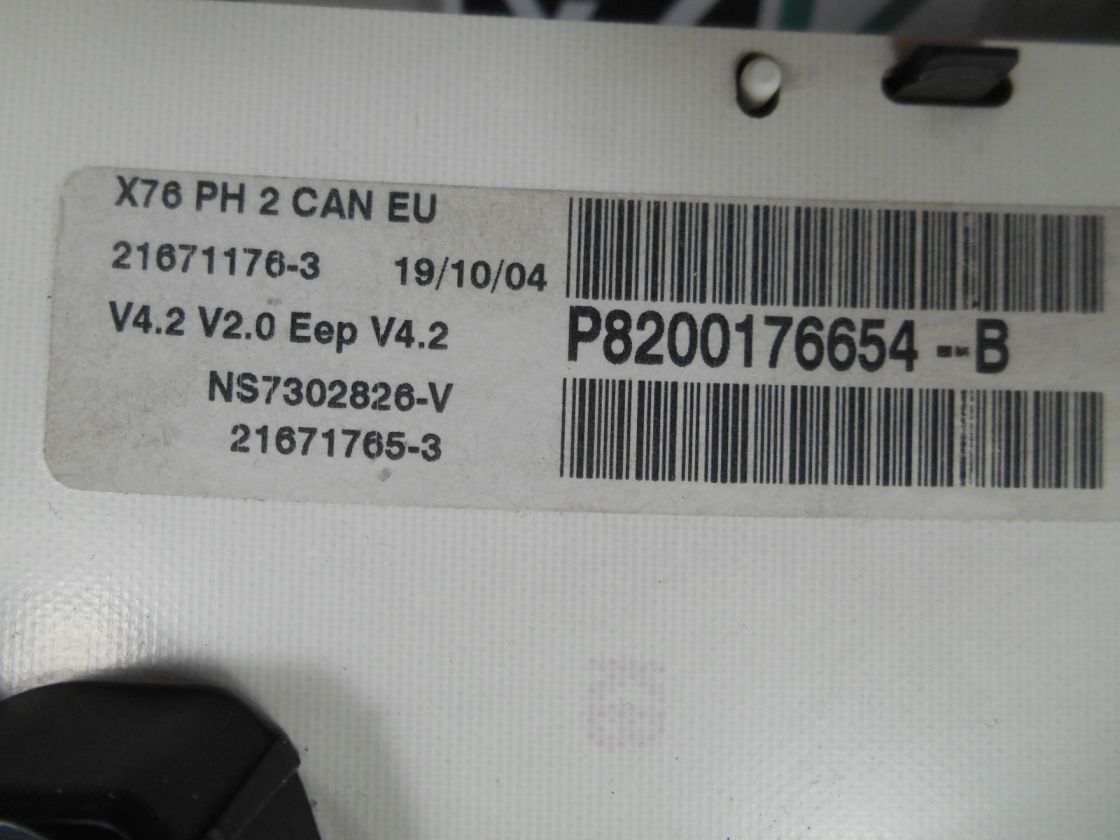 X76 PH 2 CAN EU
21671176-3 19/10/04
V4.2 V2.0 Eep V4.2
NS7302826-V
21671765-3
P8200176654--B